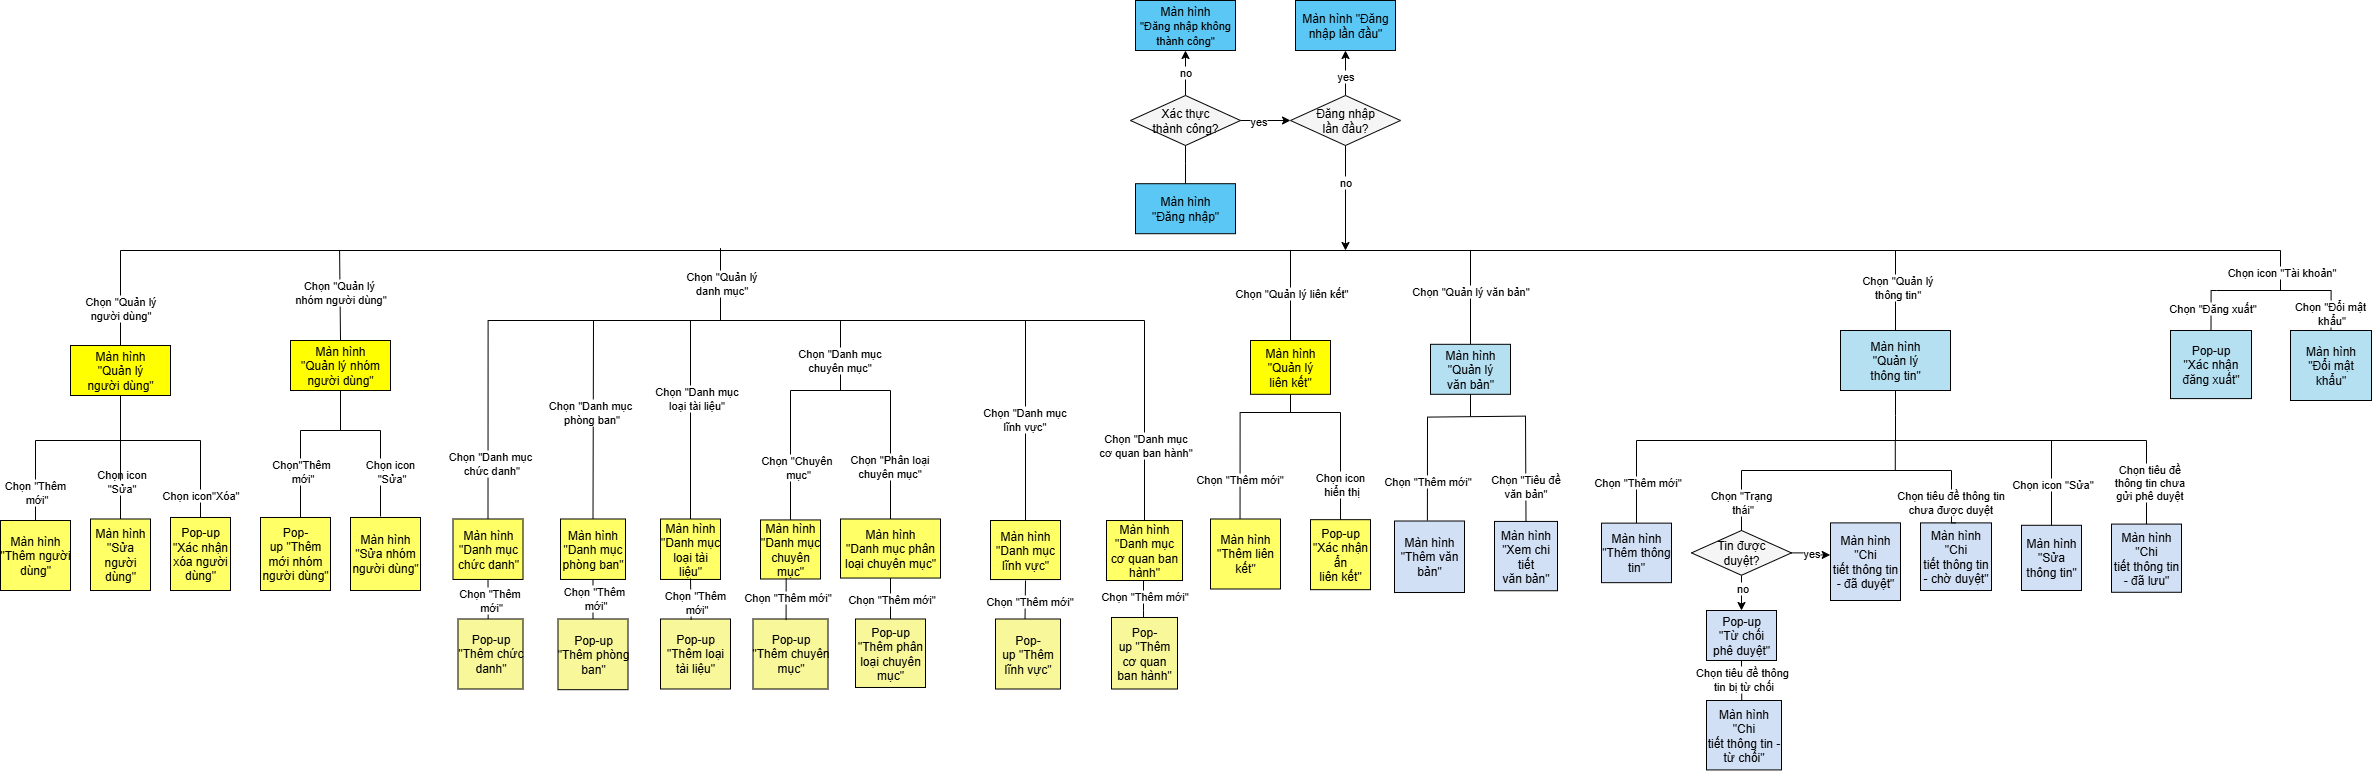 Màn hình
"Đăng nhập không
thành công"
Màn hình "Đăng
nhập lần đầu"
no
yes
Xác thực
thành công?
yes
Đăng nhập
lần đầu?
Màn hình
"Đăng nhập"
no
Chọn "Quản lý
người dùng"
Chọn "Quản lý
nhóm người dùng"
Chọn "Quản lý
danh mục"
Chọn "Quản lý liên kết"
Chọn "Quản lý văn bản"
Chọn "Quản lý
thông tin"
Chọn icon "Tài khoản"
Chọn "Đăng xuất"
Chọn "Đổi mật
khẩu"
Màn hình
"Quản lý
người dùng"
Màn hình
"Quản lý nhóm
người dùng"
Chọn "Danh mục
chuyên mục"
Màn hình
"Quản lý
liên kết"
Màn hình
"Quản lý
văn bản"
Màn hình
"Quản lý
thông tin"
Pop-up
"Xác nhận
đăng xuất"
Màn hình
"Đổi mật
khẩu"
Chọn "Thêm
mới"
Chọn icon
"Sửa"
Chọn icon"Xóa"
Chọn"Thêm
mới"
Chọn icon
"Sửa"
Chọn "Danh mục
chức danh"
Chọn "Danh mục
phòng ban"
Chọn "Danh mục
loại tài liệu"
Chọn "Chuyên
mục"
Chọn "Phân loại
chuyên mục"
Chọn "Danh mục
lĩnh vực"
Chọn "Danh mục
cơ quan ban hành"
Chọn "Thêm mới"
Chọn icon
hiển thị
Chọn "Thêm mới"
Chọn "Tiêu đề
văn bản"
Chọn "Thêm mới"
Chọn "Trạng
thái"
Chọn tiêu đề thông tin
chưa được duyệt
Chọn icon "Sửa"
Chọn tiêu đề
thông tin chưa
gửi phê duyệt
Màn hình
"Thêm người
dùng"
Màn hình
"Sửa
người
dùng"
Pop-up
"Xác nhận
xóa người
dùng"
Pop-
up "Thêm
mới nhóm
người dùng"
Màn hình
"Sửa nhóm
người dùng"
Màn hình
"Danh mục
chức danh"
Màn hình
"Danh mục
phòng ban"
Màn hình
"Danh mục
loại tài
liệu"
Màn hình
"Danh mục
chuyên
mục"
Màn hình
"Danh mục phân
loại chuyên mục"
Màn hình
"Danh mục
lĩnh vực"
Màn hình
"Danh mục
cơ quan ban
hành"
Màn hình
"Thêm liên
kết"
Pop-up
"Xác nhận
ẩn
liên kết"
Màn hình
"Thêm văn
bản"
Màn hình
"Xem chi
tiết
văn bản"
Màn hình
"Thêm thông
tin"
Tin được
duyệt?
yes
Màn hình
"Chi
tiết thông tin
- đã duyệt"
Màn hình
"Chi
tiết thông tin
- chờ duyệt"
Màn hình
"Sửa
thông tin"
Màn hình
"Chi
tiết thông tin
- đã lưu"
Chọn "Thêm
mới"
Chọn "Thêm
mới"
Chọn "Thêm
mới"
Chọn "Thêm mới"
Chọn "Thêm mới"
Chọn "Thêm mới"
Chọn "Thêm mới"
no
Pop-up
"Thêm chức
danh"
Pop-up
"Thêm phòng
ban"
Pop-up
"Thêm loại
tài liệu"
Pop-up
"Thêm chuyên
mục"
Pop-up
"Thêm phân
loại chuyên
mục"
Pop-
up "Thêm
lĩnh vực"
Pop-
up "Thêm
cơ quan
ban hành"
Pop-up
"Từ chối
phê duyệt"
Chọn tiêu đề thông
tin bị từ chối
Màn hình
"Chi
tiết thông tin -
từ chối"